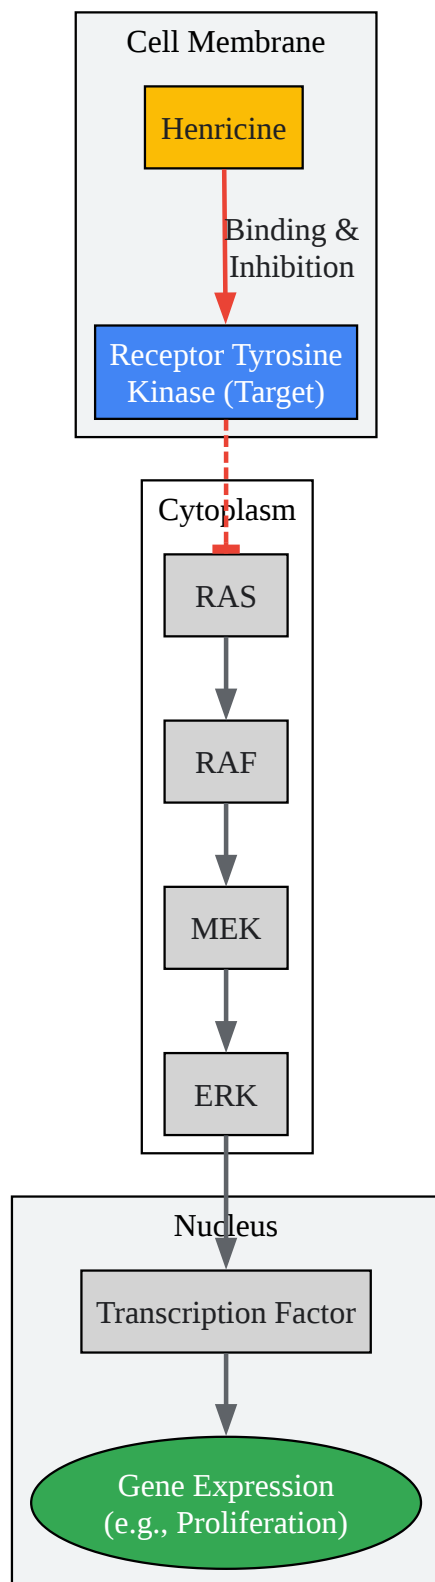 Cell Membrane
Henricine
Binding &
Inhibition
Receptor Tyrosine
Kinase (Target)
Cytoplasm
RAS
RAF
MEK
ERK
Nucleus
Transcription Factor
Gene Expression
(e.g., Proliferation)